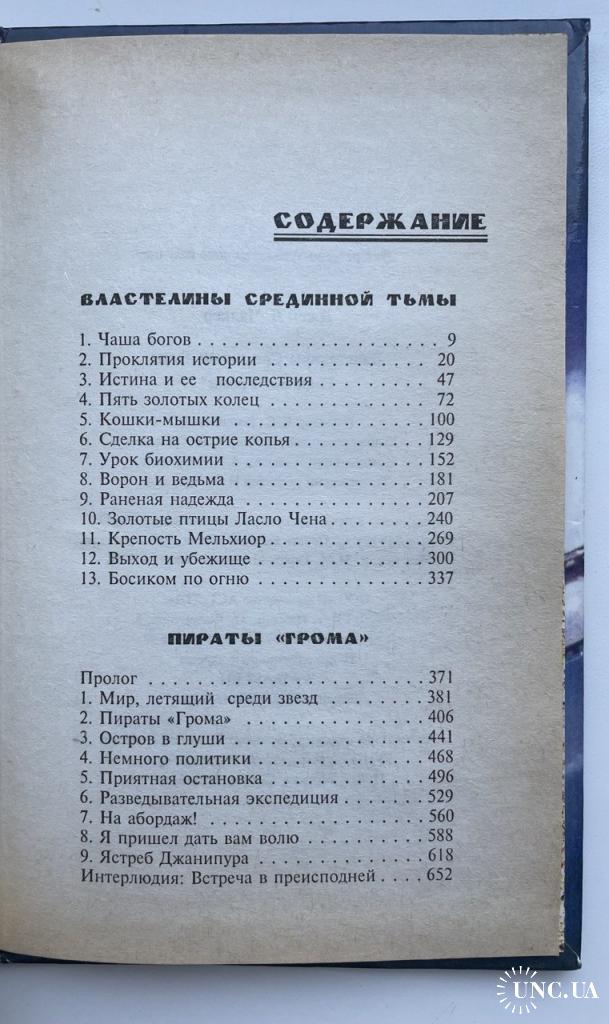 СОДЕРЖАНИЕ
ВЛАСТЕЛИНЫ СРЕДИННОЙ ТЬМЫ
1. Чаша богов . . . . . . . . . . . . . . . . . . . . 9
2. Проклятия истории . . . . . . . . . . . . . . 20
3. Истина и ее последствия . . . . . . . . . 47
4. Пять золотых колец . . . . . . . . . . . . . 72
5. Кошки-мышки . . . . . . . . . . . . . . . . 100
6. Сделка на острие копья . . . . . . . . . . 129
7. Урок биохимии . . . . . . . . . . . . . . . 152
8. Ворон и ведьма . . . . . . . . . . . . . . . 181
9. Раненая надежда . . . . . . . . . . . . . . 207
10. Золотые птицы Ласло Чена . . . . . . . . 240
11. Крепость Мельхиор . . . . . . . . . . . . 269
12. Выход и убежище . . . . . . . . . . . . . 300
13. Босиком по огню . . . . . . . . . . . . . 337
ПИРАТЫ «ГРОМА»
Пролог . . . . . . . . . . . . . . . . . . . . . . 371
1. Мир, летящий среди звезд . . . . . . . . 381
2. Пираты «Грома» . . . . . . . . . . . . . . 406
3. Остров в глуши . . . . . . . . . . . . . . . 441
4. Немного политики . . . . . . . . . . . . . 468
5. Приятная остановка . . . . . . . . . . . . 496
6. Разведывательная экспедиция . . . . . . 529
7. На абордаж! . . . . . . . . . . . . . . . . . 560
8. Я пришел дать вам волю . . . . . . . . . 588
9. Ястреб Джанипура . . . . . . . . . . . . . 618
Интерлюдия: Встреча в преисподней . . . . 652
UNC.UA